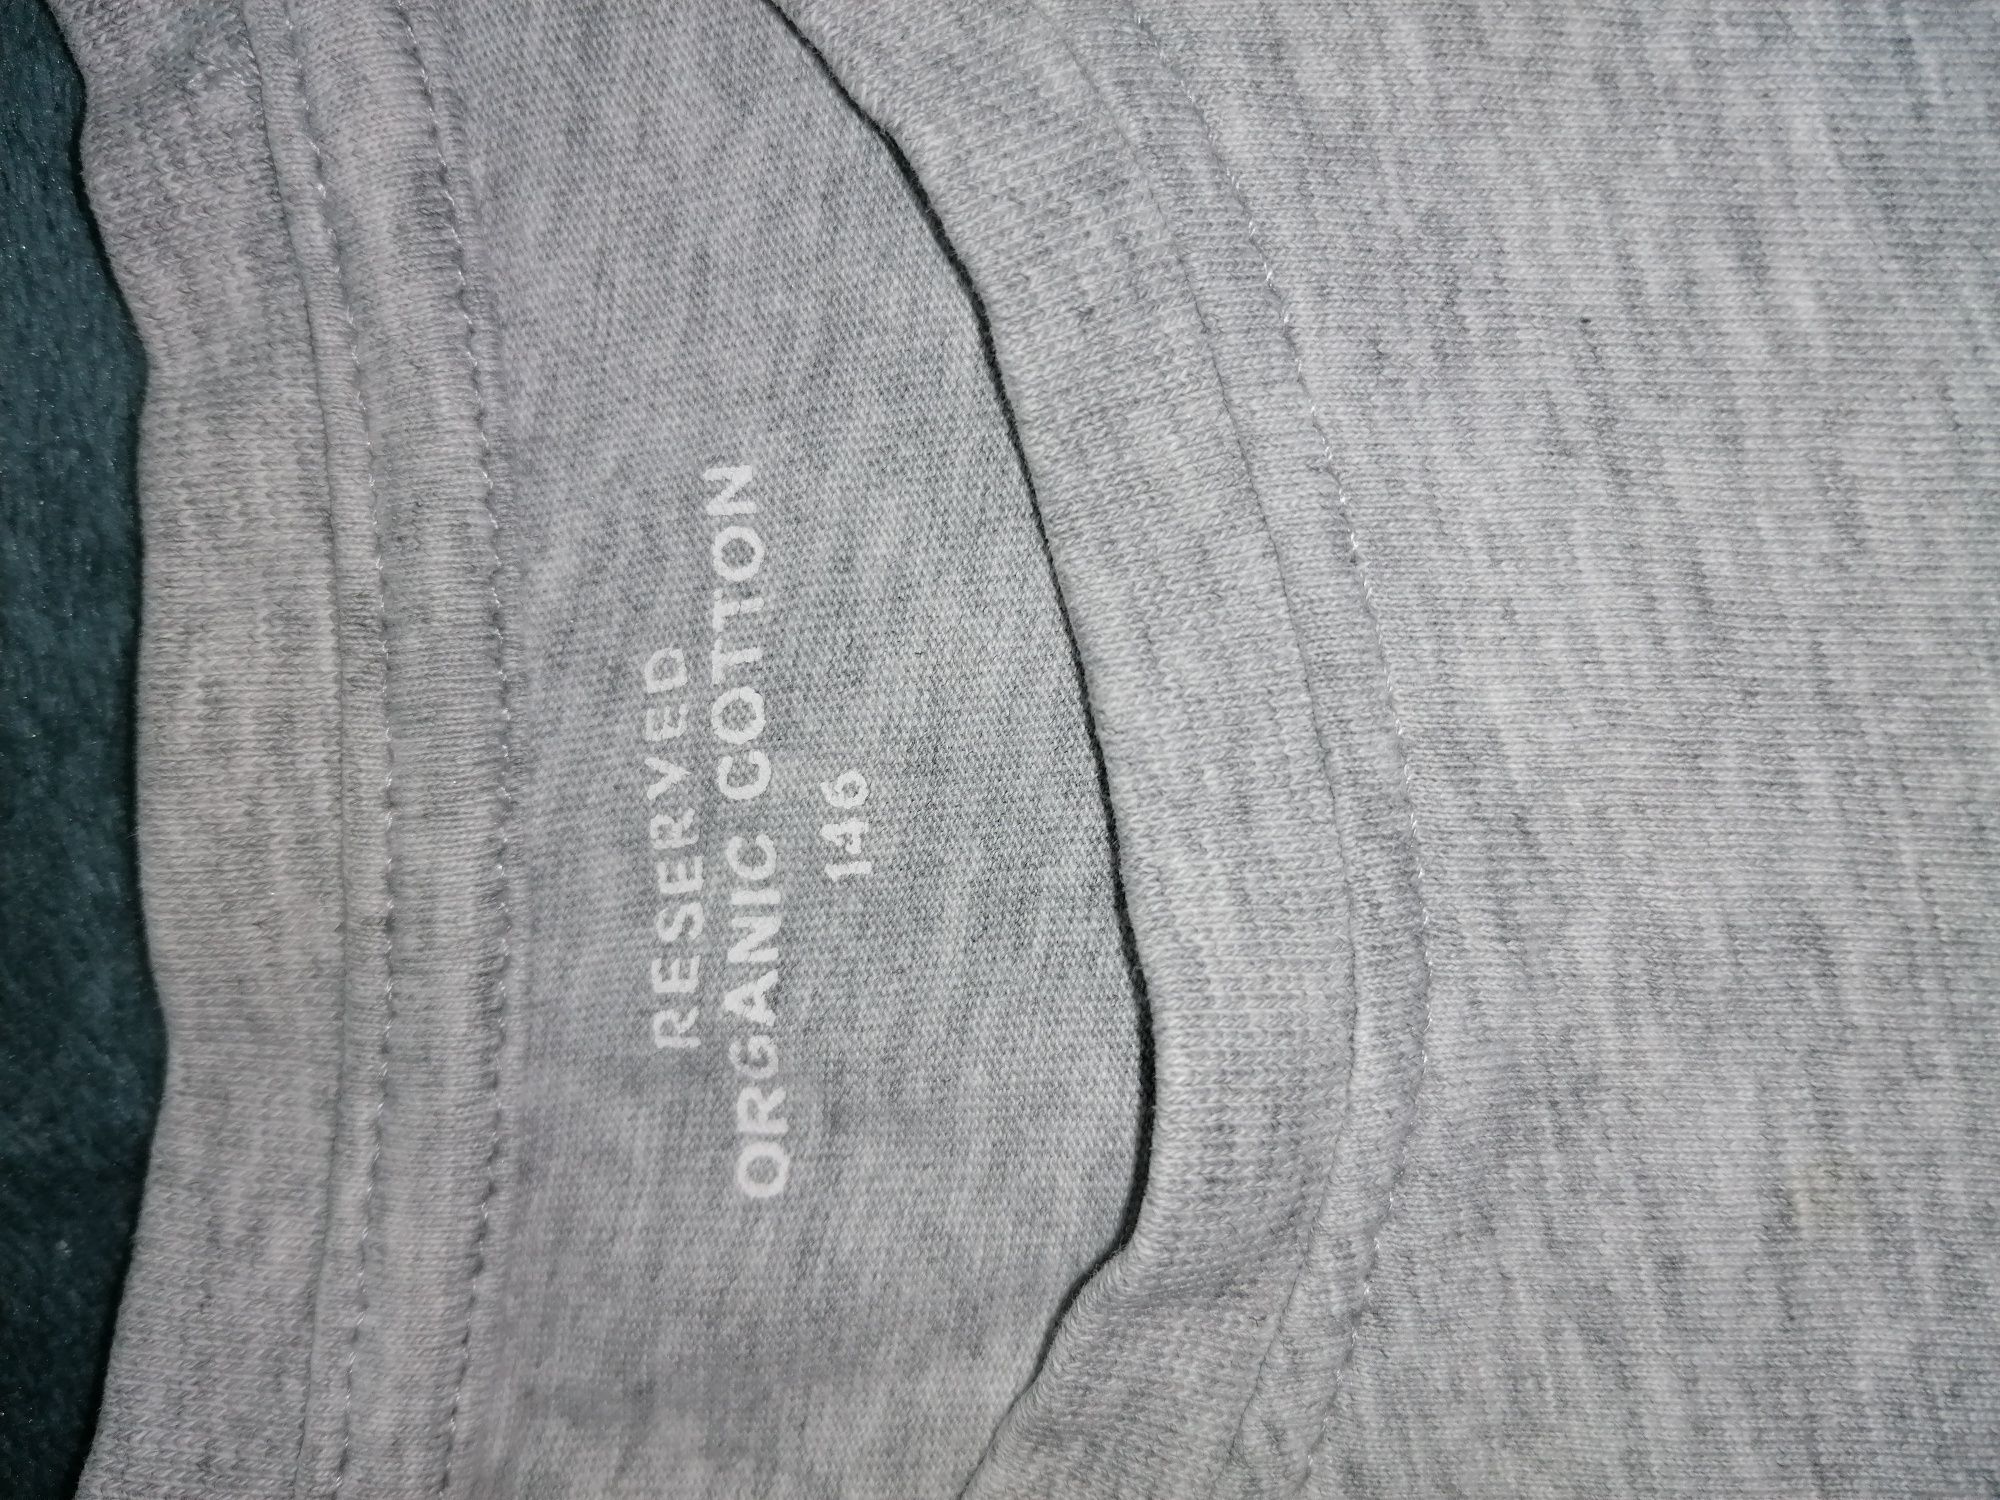 RESERVED
ORGANIC COTTON
146